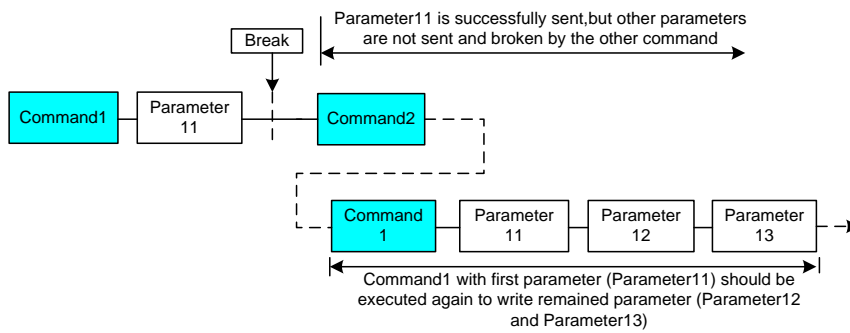 Parameter11 is successfully sent,but other parameters
are not sent and broken by the other command
Break
Command1
Parameter
11
Command2
Command
1
Parameter
11
Parameter
12
Parameter
13
Command1 with first parameter (Parameter11) should be
executed again to write remained parameter (Parameter12
and Parameter13)